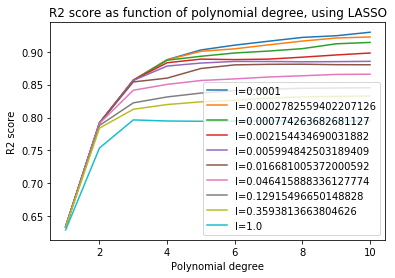 R2 score as function of polynomial degree, using LASSO
R2 score
0.90
0.85
0.80
0.75
0.70
0.65
l=0.0001
l=0.0002782559402207126
l=0.000774263682681127
l=0.002154434690031882
l=0.005994842503189409
l=0.016681005372000592
l=0.046415888336127774
l=0.12915496650148828
l=0.3593813663804626
l=1.0
2 4 6 8 10
Polynomial degree